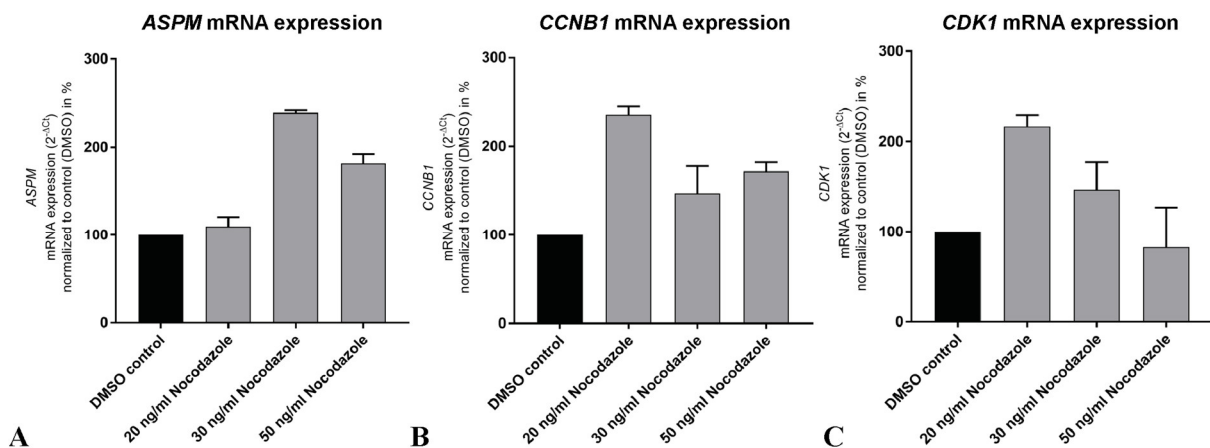 ASPM mRNA expression
ASPM
mRNA expression (2-ΔCt)
normalized to control (DMSO) in %
300
200
100
0
DMSO control
20 ng/ml Nocodazole
30 ng/ml Nocodazole
50 ng/ml Nocodazole
A
CCNB1 mRNA expression
CCNB1
mRNA expression (2-ΔCt)
normalized to control (DMSO) in %
300
200
100
0
DMSO control
20 ng/ml Nocodazole
30 ng/ml Nocodazole
50 ng/ml Nocodazole
B
CDK1 mRNA expression
CDK1
mRNA expression (2-ΔCt)
normalized to control (DMSO) in %
300
200
100
0
DMSO control
20 ng/ml Nocodazole
30 ng/ml Nocodazole
50 ng/ml Nocodazole
C